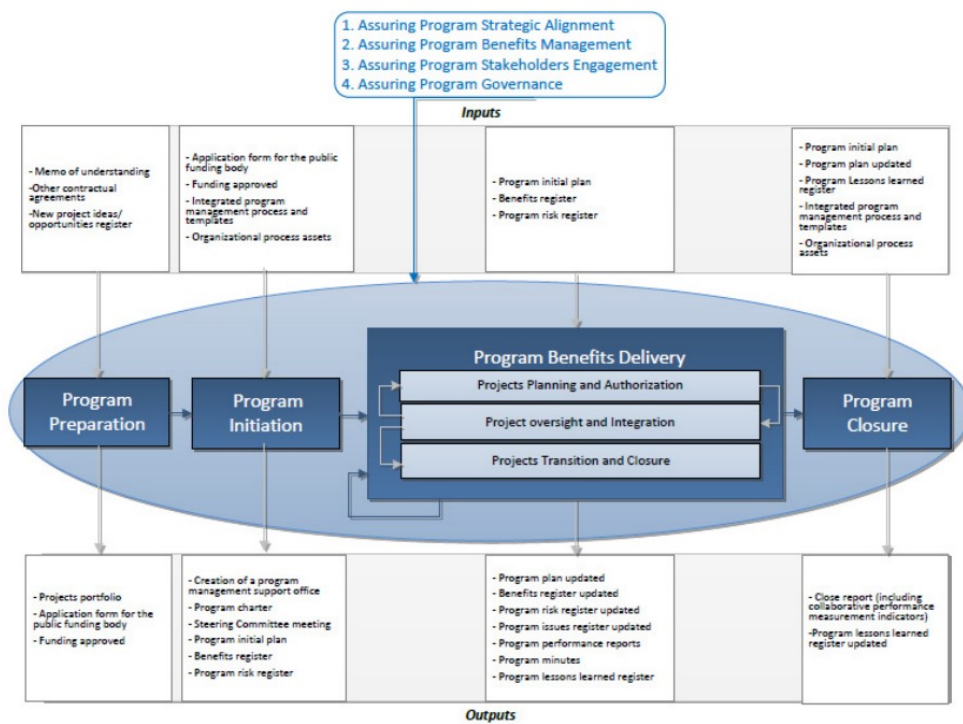 1. Assuring Program Strategic Alignment
2. Assuring Program Benefits Management
3. Assuring Program Stakeholders Engagement
4. Assuring Program Governance
Inputs
- Memo of understanding
-Other contractual
agreements
-New project ideas/
opportunities register
- Application form for the public
funding body
- Funding approved
- Integrated program
management process and
templates
- Organizational process assets
- Program initial plan
- Benefits register
- Program risk register
- Program initial plan
- Program plan updated
- Program Lessons learned
register
- Integrated program
management process and
templates
- Organizational process
assets
Program
Preparation
Program
Initiation
Program Benefits Delivery
Projects Planning and Authorization
Project oversight and Integration
Projects Transition and Closure
Program
Closure
- Projects portfolio
- Application form for the
public funding body
- Funding approved
- Creation of a program
management support office
- Program charter
- Steering Committee meeting
- Program initial plan
- Benefits register
- Program risk register
- Program plan updated
- Benefits register updated
- Program risk register updated
- Program issues register updated
- Program performance reports
- Program minutes
- Program lessons learned register
- Close report (including
collaborative performance
measurement indicators)
-Program lessons learned
register updated
Outputs